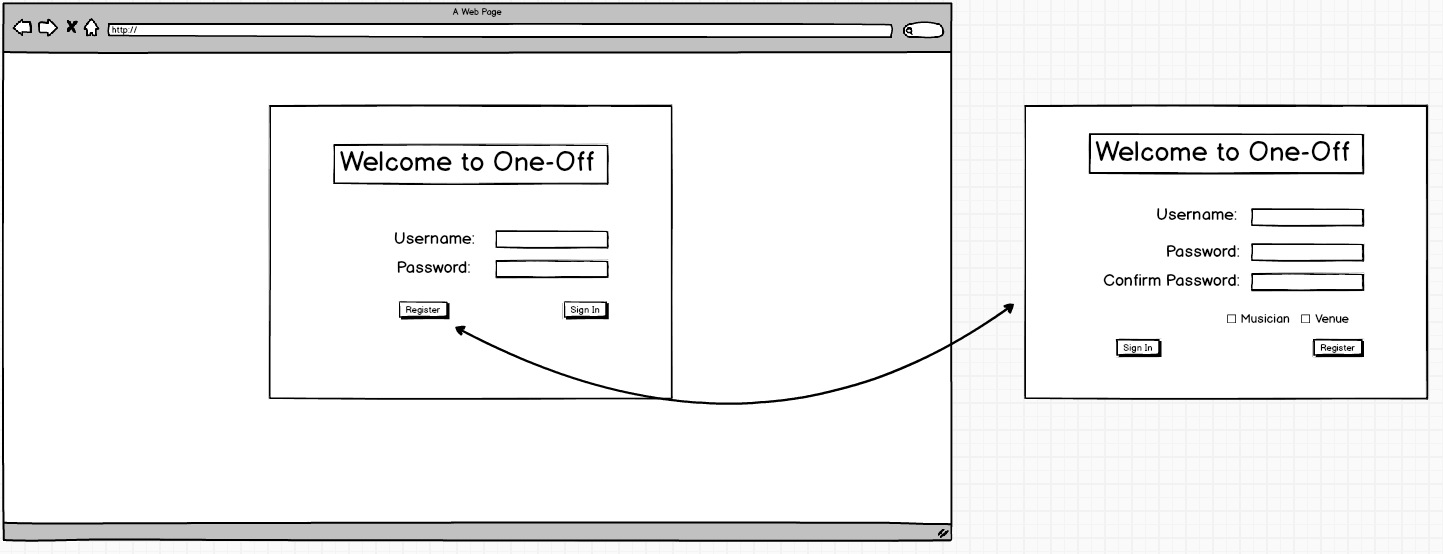 A Web Page
http://
Welcome to One-Off
Username:
Password:
Register Sign In
Welcome to One-Off
Username:
Password:
Confirm Password:
Musician Venue
Sign In Register